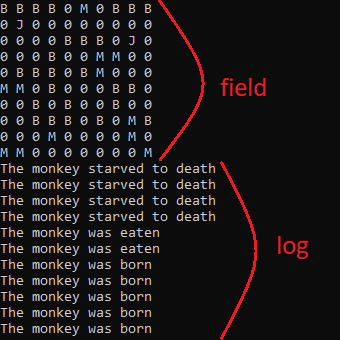 B B B B 0 M 0 B B B
0 J 0 0 0 0 0 0 0 0
0 0 0 0 B B B 0 J 0
0 0 B 0 0 0 M M 0 0
0 B B 0 B 0 M 0 0 0
M M 0 B 0 0 0 0 0 0
0 0 B 0 B 0 0 B B 0
0 0 B B 0 B 0 0 M B
0 0 0 M 0 0 0 0 M 0
M M 0 0 0 0 0 0 0 M
field
The monkey starved to death
The monkey starved to death
The monkey starved to death
The monkey starved to death
The monkey was eaten
The monkey was eaten
The monkey was born
The monkey was born
The monkey was born
The monkey was born
The monkey was born
log